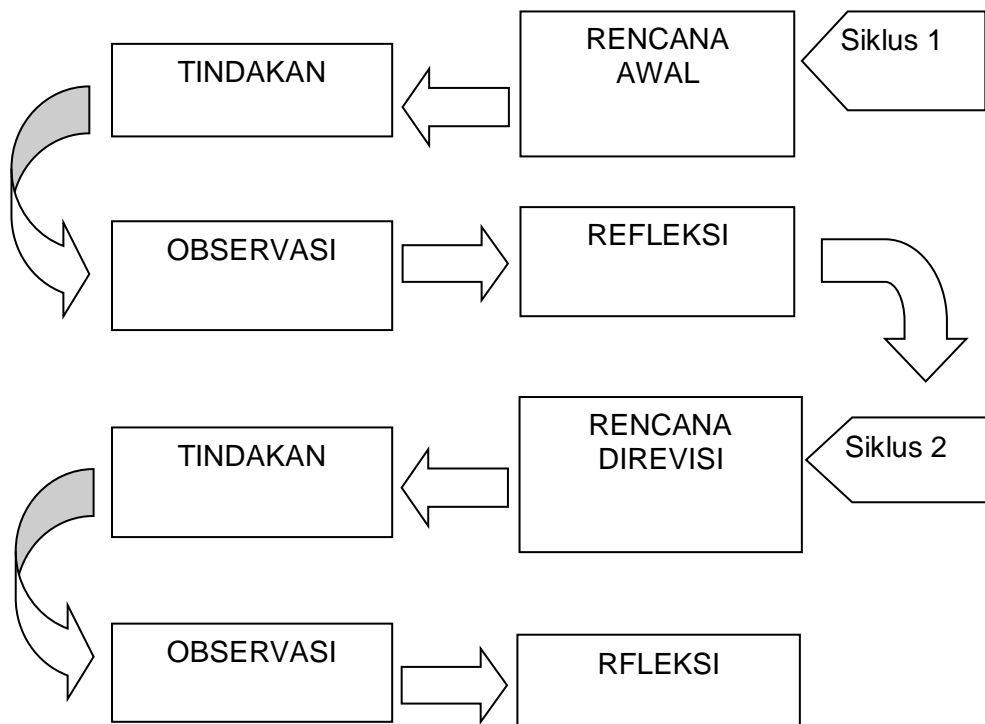 TINDAKAN
RENCANA
AWAL
Siklus 1
OBSERVASI
REFLEKSI
TINDAKAN
RENCANA
DIREVISI
Siklus 2
OBSERVASI
RFLEKSI